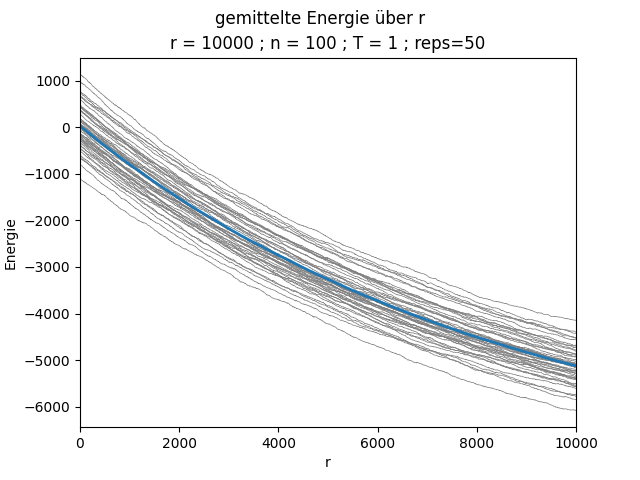 gemittelte Energie über r
r = 10000 ; n = 100 ; T = 1 ; reps=50
1000
0
−1000
−2000
−3000
−4000
−5000
−6000
Energie
0 2000 4000 6000 8000 10000
r